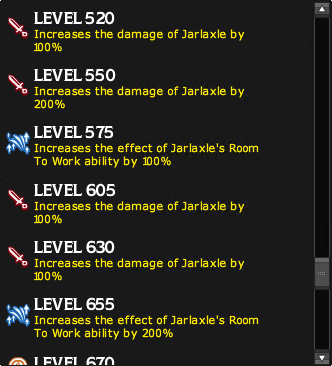 LEVEL 520
Increases the damage of Jarlaxle by
100%
LEVEL 550
Increases the damage of Jarlaxle by
200%
LEVEL 575
Increases the effect of Jarlaxle's Room
To Work ability by 100%
LEVEL 605
Increases the damage of Jarlaxle by
100%
LEVEL 630
Increases the damage of Jarlaxle by
100%
LEVEL 655
Increases the effect of Jarlaxle's Room
To Work ability by 200%
LEVEL 670